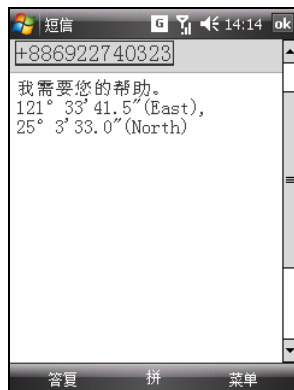 短信 G 14:14 ok
+886922740323
我需要您的帮助。
121° 33'41.5"(East),
25° 3'33.0"(North)
答复 拼 菜单